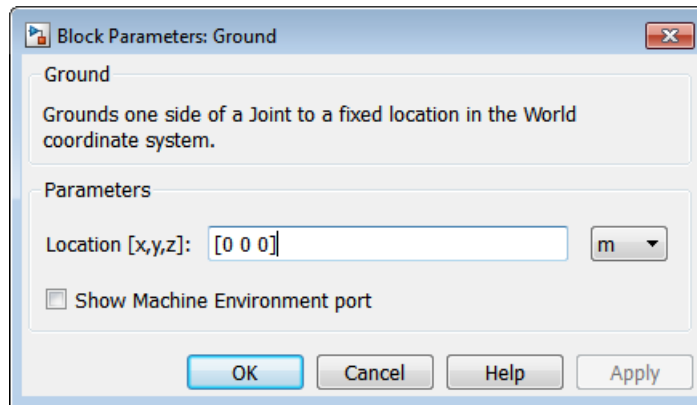 Block Parameters: Ground
Ground
Grounds one side of a Joint to a fixed location in the World
coordinate system.
Parameters
Location [x,y,z]: [0 0 0] m
Show Machine Environment port
OK Cancel Help Apply